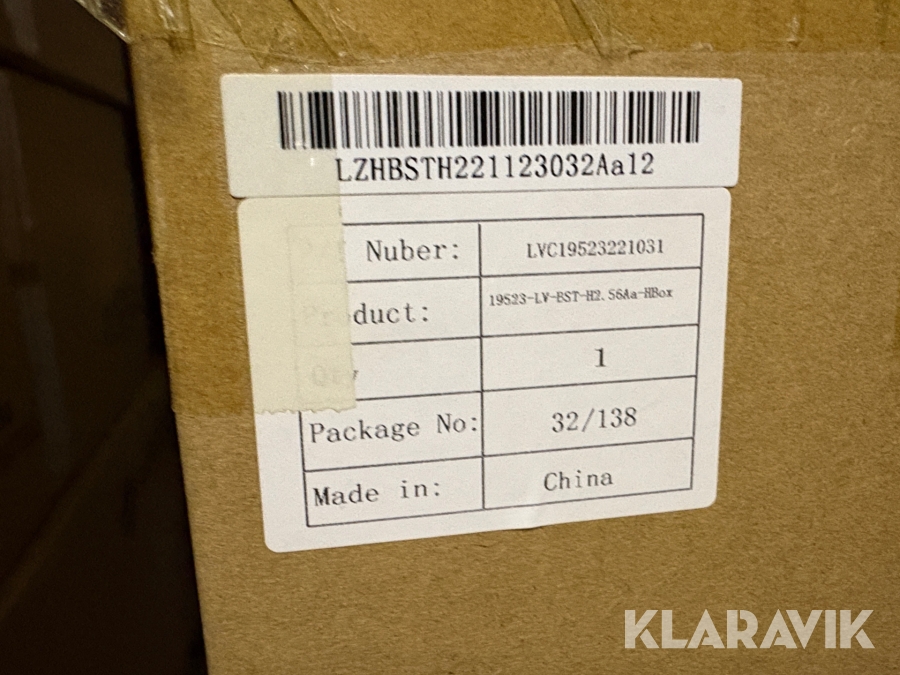 LZHBSTH221123032Aa12
Nuber: LVC19523221031
Product: 19523-LV-BST-H2.56Aa-HBox
Qty 1
Package No: 32/138
Made in: China
KLARAVIK